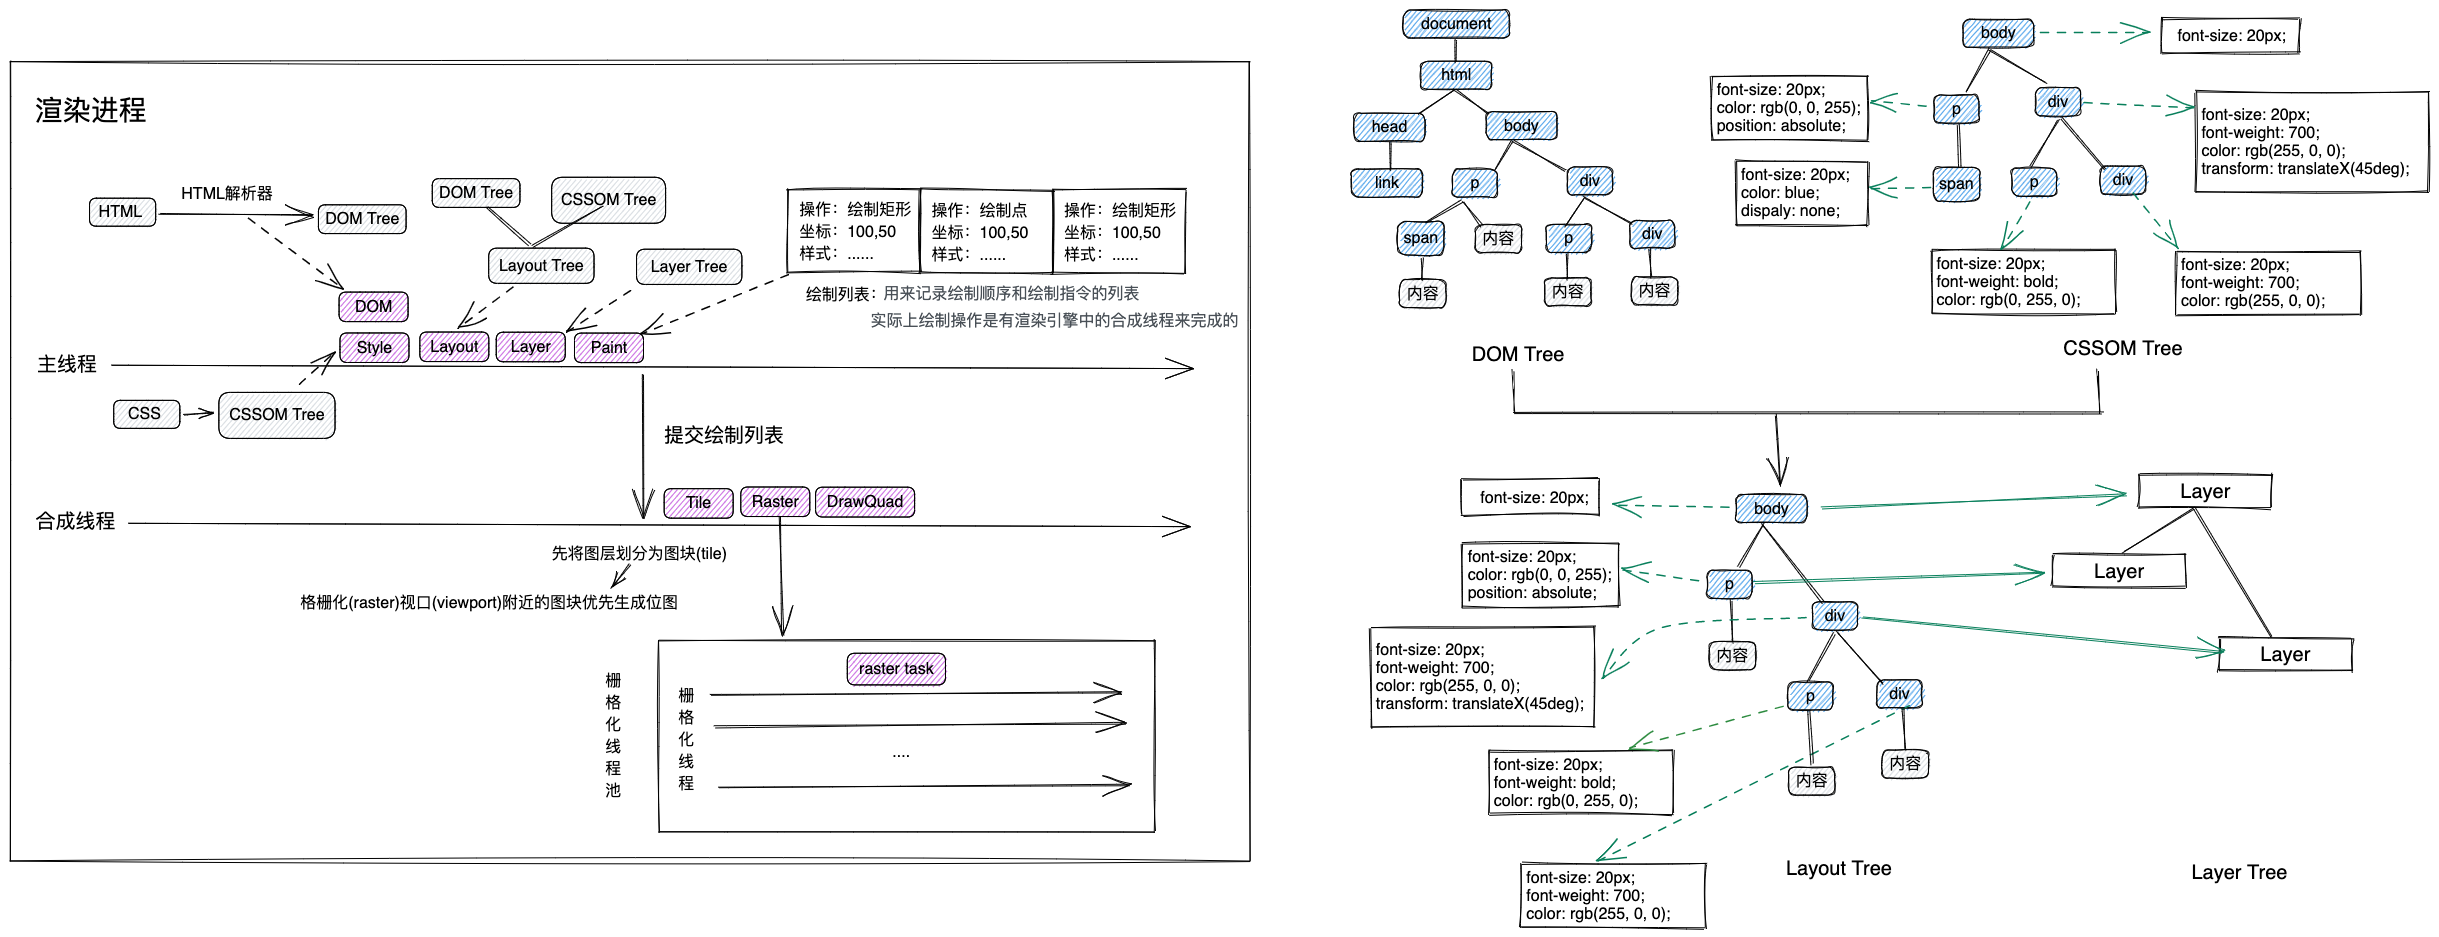 渲染进程
HTML
HTML解析器
DOM Tree
DOM Tree
CSSOM Tree
Layout Tree
Layer Tree
操作：绘制矩形
坐标：100,50
样式：......
操作：绘制点
坐标：100,50
样式：......
操作：绘制矩形
坐标：100,50
样式：......
绘制列表：用来记录绘制顺序和绘制指令的列表
实际上绘制操作是有渲染引擎中的合成线程来完成的
DOM
Style
Layout
Layer
Paint
主线程
CSS
CSSOM Tree
提交绘制列表
Tile
Raster
DrawQuad
合成线程
先将图层划分为图块(tile)
格栅化(raster)视口(viewport)附近的图块优先生成位图
栅格化线程池
栅格化线程
raster task
....
document
html
head
body
link
p
div
span
内容
p
div
内容
内容
内容
DOM Tree
body
font-size: 20px;
font-size: 20px;
color: rgb(0, 0, 255);
position: absolute;
p
div
font-size: 20px;
font-weight: 700;
color: rgb(255, 0, 0);
transform: translateX(45deg);
font-size: 20px;
color: blue;
dispaly: none;
span
p
div
font-size: 20px;
font-weight: bold;
color: rgb(0, 255, 0);
font-size: 20px;
font-weight: 700;
color: rgb(255, 0, 0);
CSSOM Tree
font-size: 20px;
body
font-size: 20px;
color: rgb(0, 0, 255);
position: absolute;
p
div
内容
font-size: 20px;
font-weight: 700;
color: rgb(255, 0, 0);
transform: translateX(45deg);
p
div
内容
内容
font-size: 20px;
font-weight: bold;
color: rgb(0, 255, 0);
font-size: 20px;
font-weight: 700;
color: rgb(255, 0, 0);
Layout Tree
Layer
Layer
Layer
Layer Tree